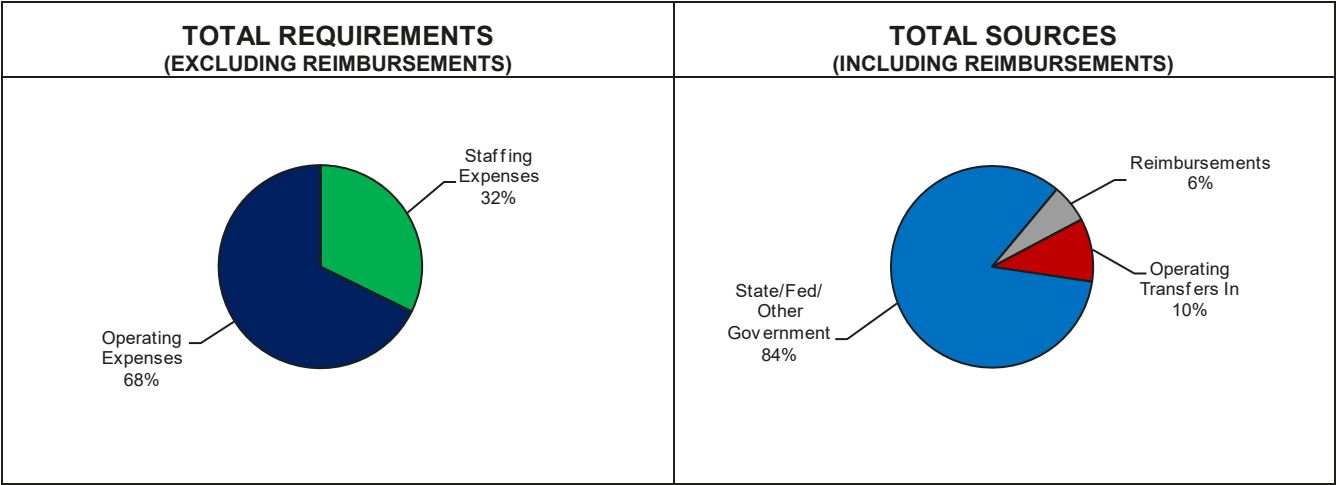 TOTAL REQUIREMENTS
(EXCLUDING REIMBURSEMENTS)
Staffing
Expenses
32%
Operating
Expenses
68%
TOTAL SOURCES
(INCLUDING REIMBURSEMENTS)
Reimbursements
6%
Operating
Transfers In
10%
State/Fed/
Other
Government
84%